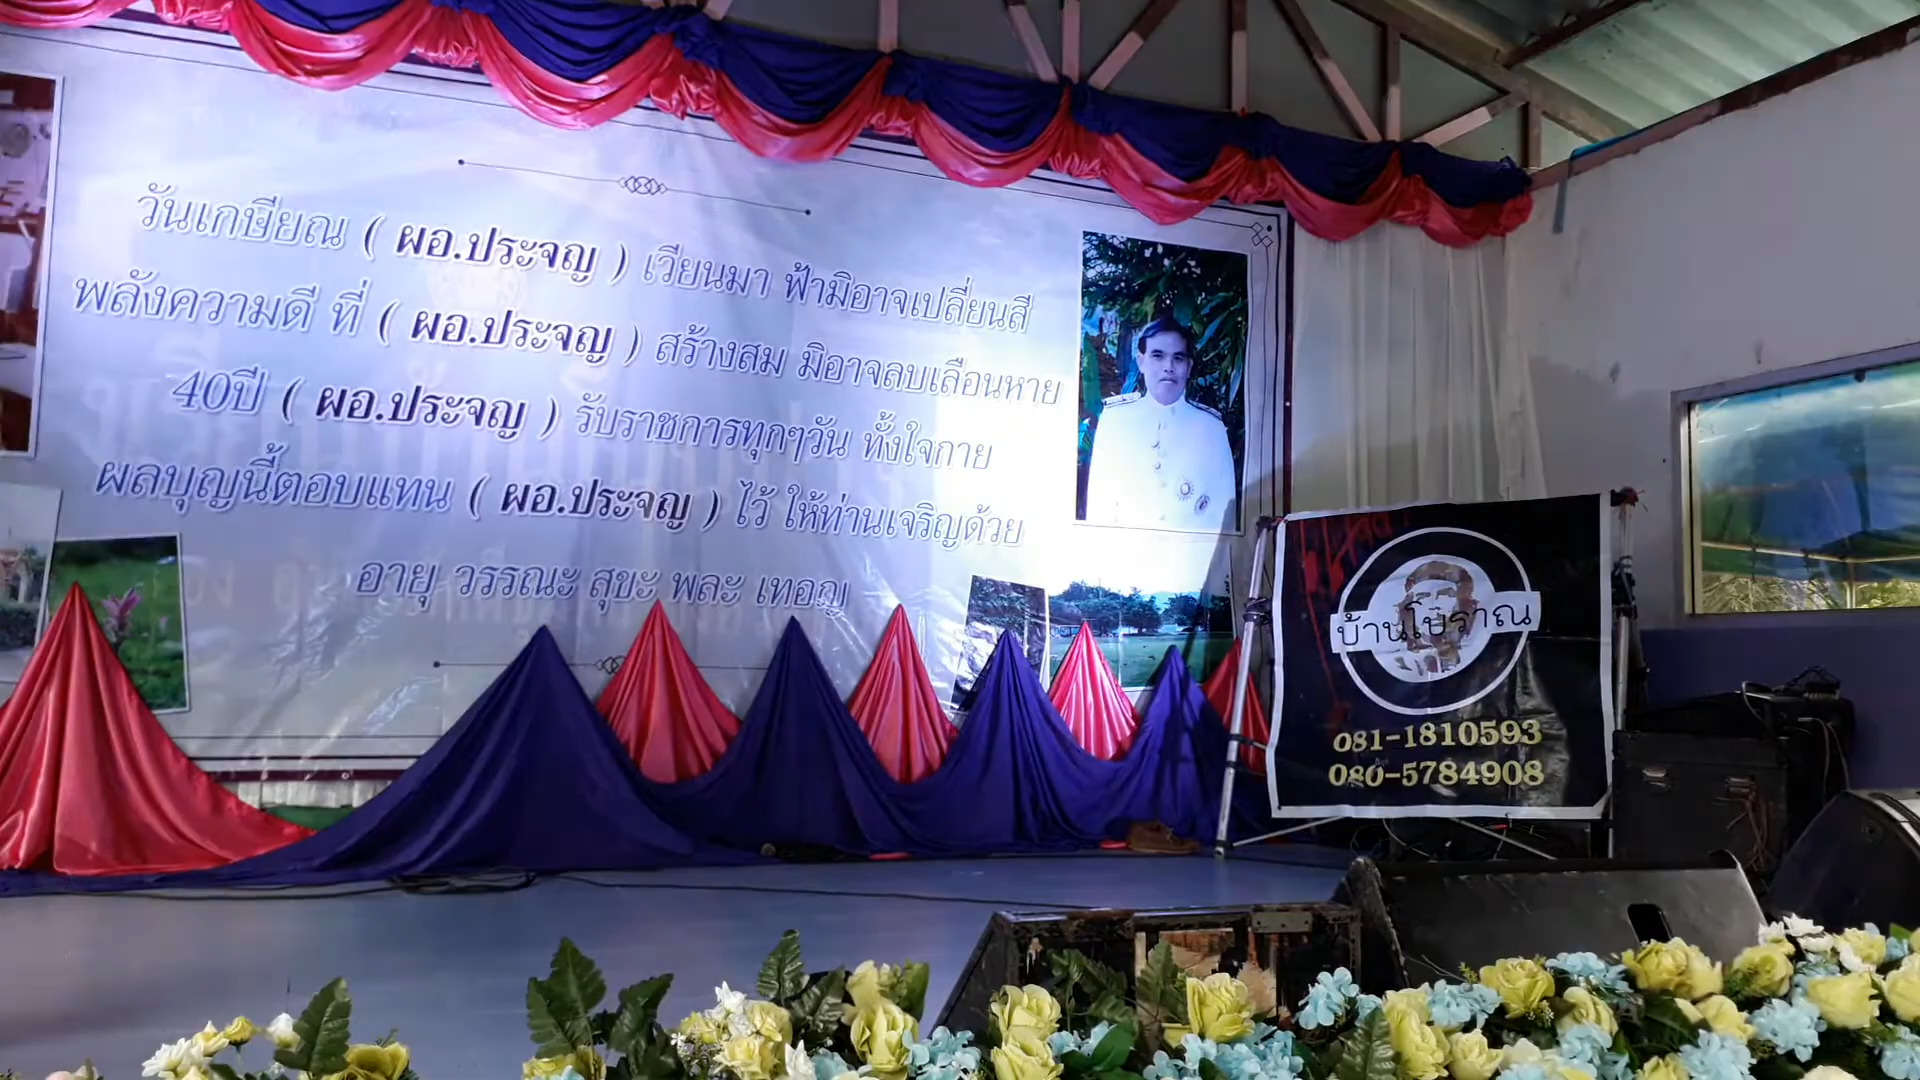 วันเกษียณ ( ผอ.ประจญ ) เวียนมา ฟ้ามิอาจเปลี่ยนสี
พลังความดี ที่ ( ผอ.ประจญ ) สร้างสม มิอาจลบเลือนหาย
40ปี ( ผอ.ประจญ ) รับราชการทุกๆวัน ทั้งใจกาย
ผลบุญนี้ตอบแทน ( ผอ.ประจญ ) ไว้ ให้ท่านเจริญด้วย
อายุ วรรณะ สุขะ พละ เทอญ
บ้านโบราณ
081-1810593
080-5784908